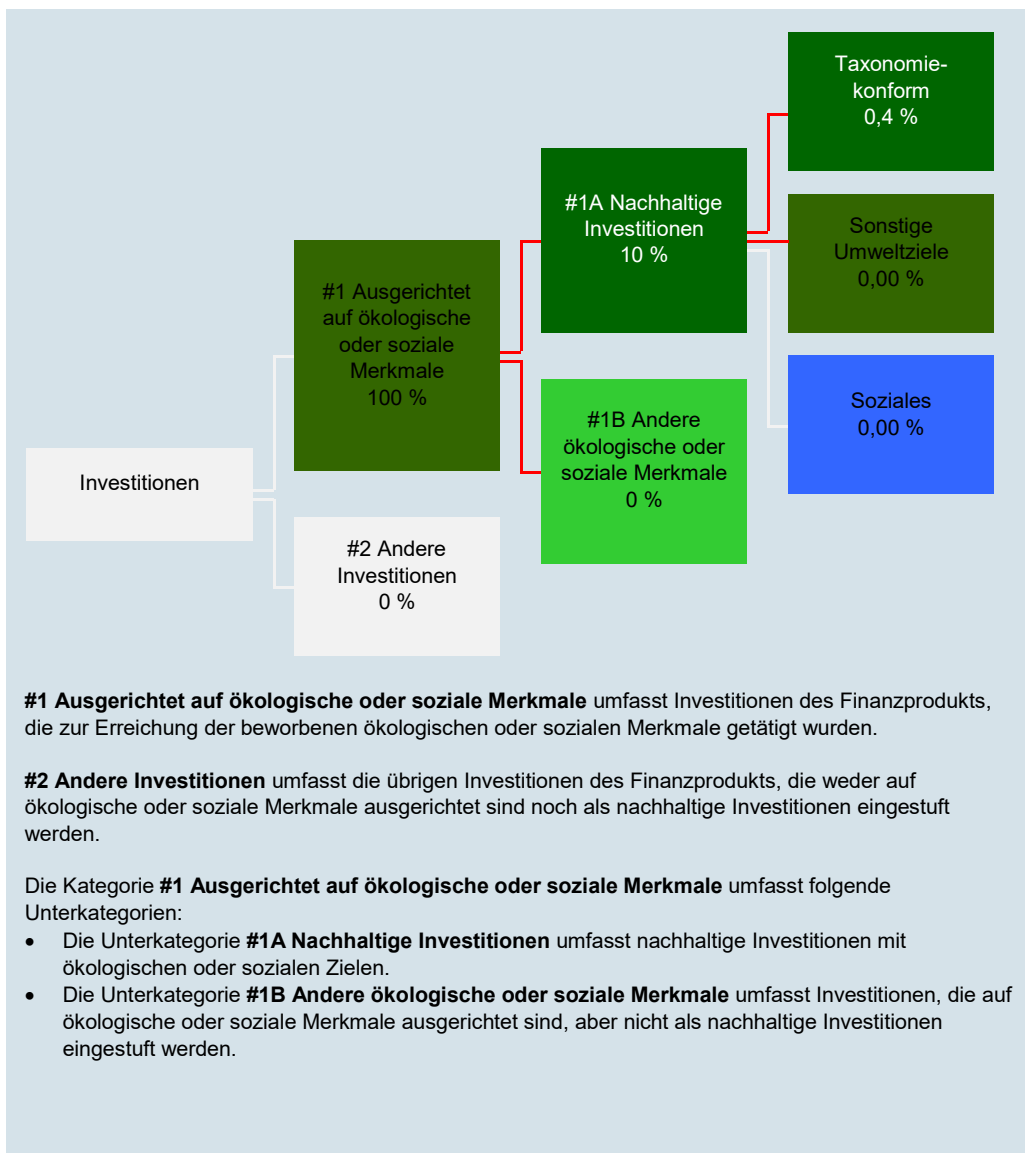 Taxonomie-
konform
0,4 %
#1A Nachhaltige
Investitionen
10 %
Sonstige
Umweltziele
0,00 %
#1 Ausgerichtet
auf ökologische
oder soziale
Merkmale
100 %
Soziales
0,00 %
#1B Andere
ökologische oder
soziale Merkmale
0 %
Investitionen
#2 Andere
Investitionen
0 %
#1 Ausgerichtet auf ökologische oder soziale Merkmale umfasst Investitionen des Finanzprodukts,
die zur Erreichung der beworbenen ökologischen oder sozialen Merkmale getätigt wurden.
#2 Andere Investitionen umfasst die übrigen Investitionen des Finanzprodukts, die weder auf
ökologische oder soziale Merkmale ausgerichtet sind noch als nachhaltige Investitionen eingestuft
werden.
Die Kategorie #1 Ausgerichtet auf ökologische oder soziale Merkmale umfasst folgende
Unterkategorien:
• Die Unterkategorie #1A Nachhaltige Investitionen umfasst nachhaltige Investitionen mit
ökologischen oder sozialen Zielen.
• Die Unterkategorie #1B Andere ökologische oder soziale Merkmale umfasst Investitionen, die auf
ökologische oder soziale Merkmale ausgerichtet sind, aber nicht als nachhaltige Investitionen
eingestuft werden.